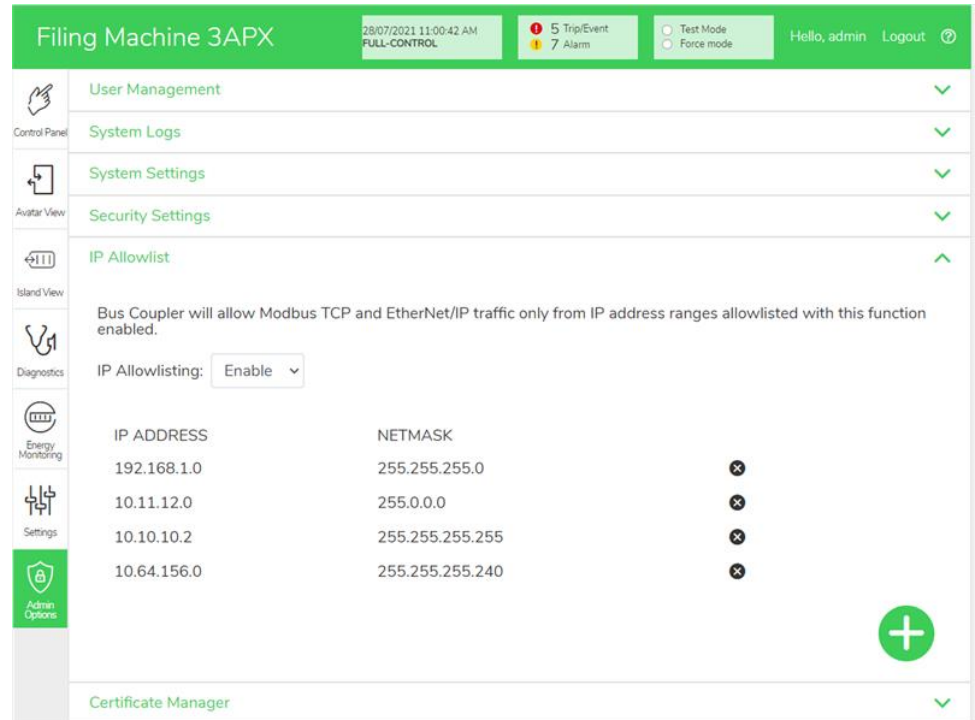 Filing Machine 3APX
28/07/2021 11:00:42 AM
FULL-CONTROL
5 Trip/Event
7 Alarm
Test Mode
Force mode
Hello, admin Logout
Control Panel
Avatar View
Island View
Diagnostics
Energy
Monitoring
Settings
Admin
Options
User Management
System Logs
System Settings
Security Settings
IP Allowlist
Bus Coupler will allow Modbus TCP and EtherNet/IP traffic only from IP address ranges allowlisted with this function
enabled.
IP Allowlisting: Enable
IP ADDRESS NETMASK
192.168.1.0 255.255.255.0
10.11.12.0 255.0.0.0
10.10.10.2 255.255.255.255
10.64.156.0 255.255.255.240
Certificate Manager